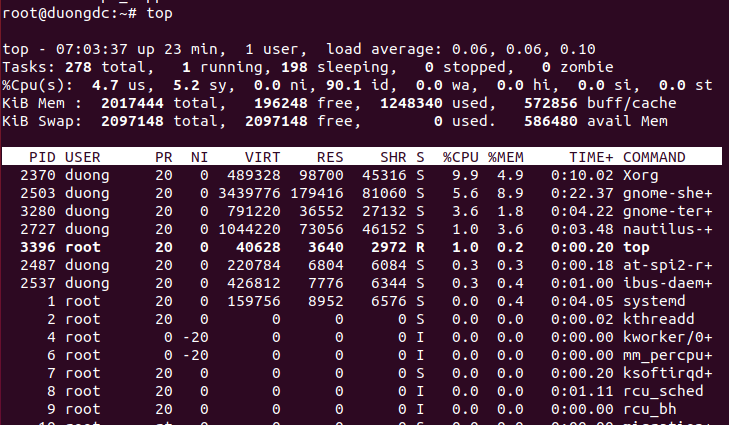 root@duongdc:~# top
top - 07:03:37 up 23 min,  1 user,  load average: 0.06, 0.06, 0.10
Tasks: 278 total,   1 running, 198 sleeping,   0 stopped,   0 zombie
%Cpu(s):  4.7 us,  5.2 sy,  0.0 ni, 90.1 id,  0.0 wa,  0.0 hi,  0.0 si,  0.0 st
KiB Mem :  2017444 total,   196248 free,  1248340 used,   572856 buff/cache
KiB Swap:  2097148 total,  2097148 free,        0 used.   586480 avail Mem
PID USER      PR  NI    VIRT    RES    SHR S  %CPU %MEM     TIME+ COMMAND
2370 duong     20   0  489328  98700  45316 S   9.9  4.9   0:10.02 Xorg
2503 duong     20   0 3439776 179416  81060 S   5.6  8.9   0:22.37 gnome-she+
3280 duong     20   0  791220  36552  27132 S   3.6  1.8   0:04.22 gnome-ter+
2727 duong     20   0 1044220  73056  46152 S   1.0  3.6   0:03.48 nautilus-+
3396 root      20   0   40628   3640   2972 R   1.0  0.2   0:00.20 top
2487 duong     20   0  220784   6804   6084 S   0.3  0.3   0:00.18 at-spi2-r+
2537 duong     20   0  426812   7776   6344 S   0.3  0.4   0:01.00 ibus-daem+
1 root      20   0  159756   8952   6576 S   0.0  0.4   0:04.05 systemd
2 root      20   0       0      0      0 S   0.0  0.0   0:00.02 kthreadd
4 root       0 -20       0      0      0 I   0.0  0.0   0:00.00 kworker/0+
6 root       0 -20       0      0      0 I   0.0  0.0   0:00.00 mm_percpu+
7 root      20   0       0      0      0 S   0.0  0.0   0:00.20 ksoftirqd+
8 root      20   0       0      0      0 I   0.0  0.0   0:01.11 rcu_sched
9 root      20   0       0      0      0 I   0.0  0.0   0:00.00 rcu_bh